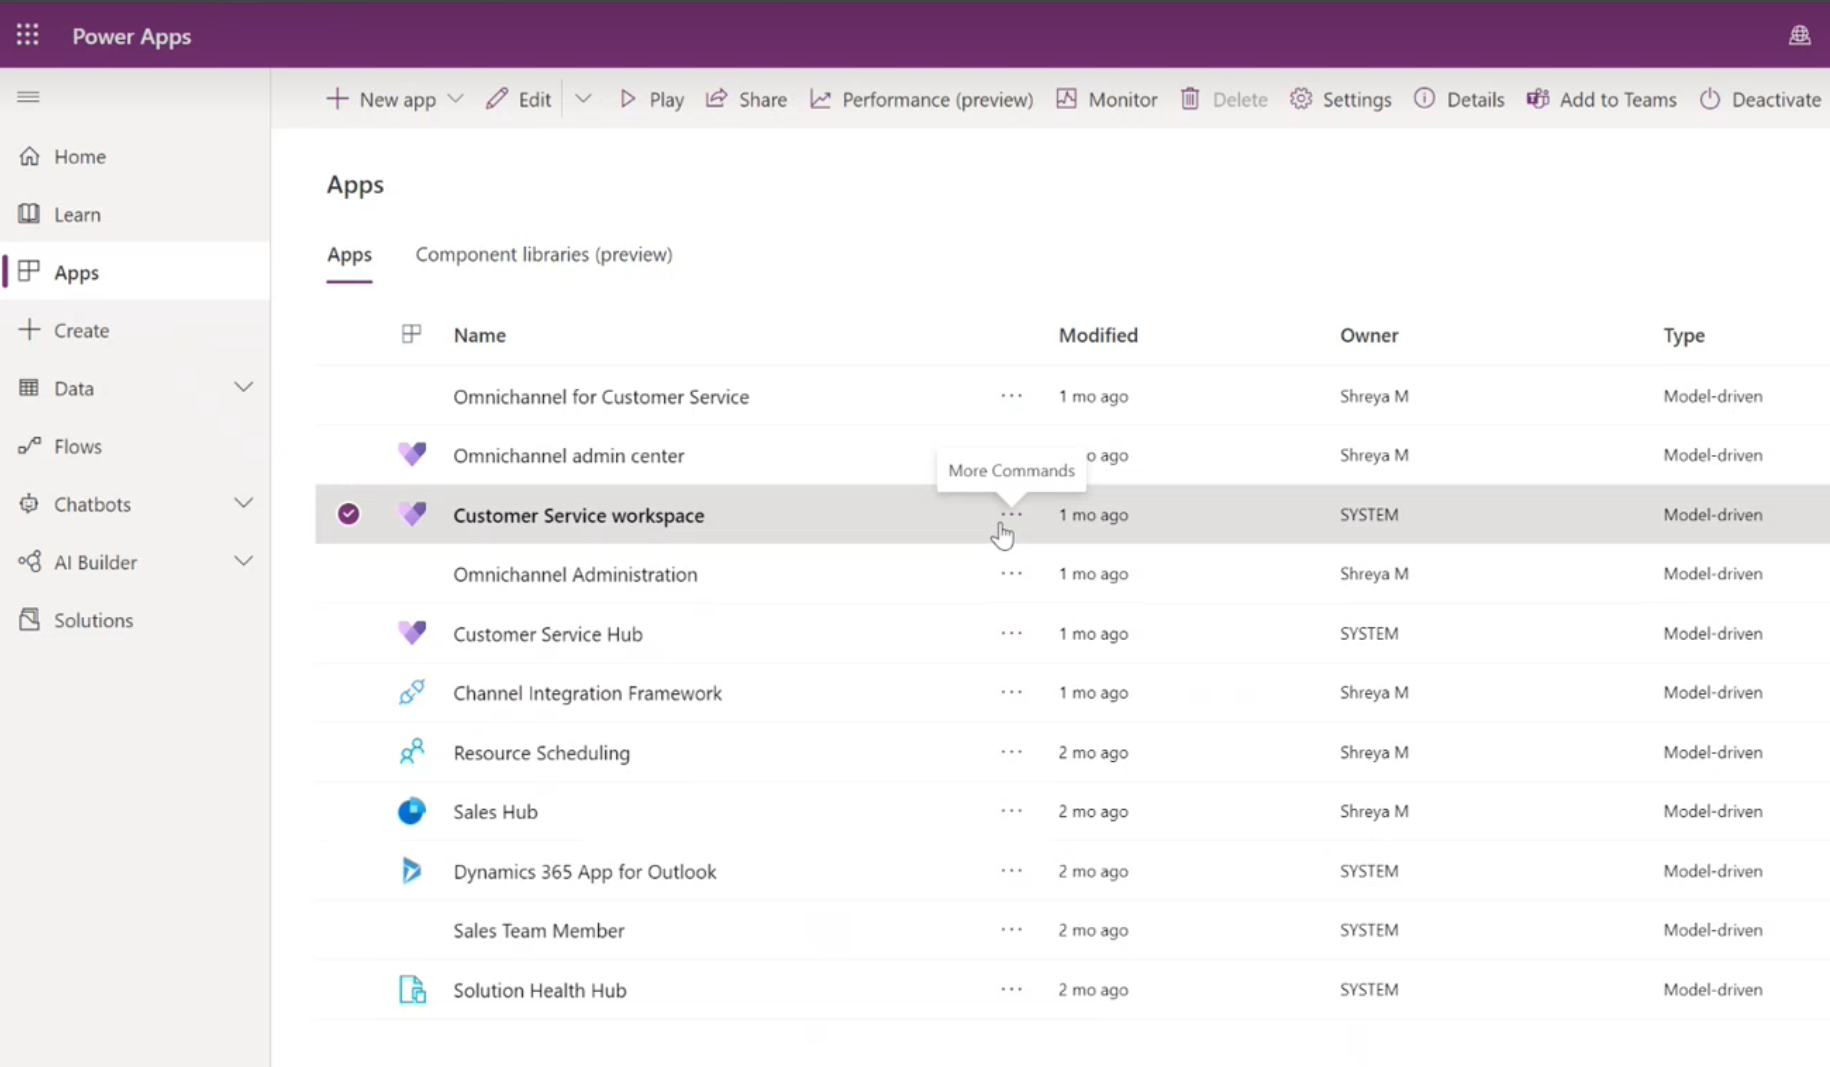 Power Apps
New app Edit Play Share Performance (preview) Monitor Delete Settings Details Add to Teams Deactivate
Home
Learn
Apps
Create
Data
Flows
Chatbots
AI Builder
Solutions
Apps
Apps Component libraries (preview)
Name Modified Owner Type
Omnichannel for Customer Service ... 1 mo ago Shreya M Model-driven
Omnichannel admin center o ago Shreya M Model-driven
More Commands
Customer Service workspace ... 1 mo ago SYSTEM Model-driven
Omnichannel Administration ... 1 mo ago Shreya M Model-driven
Customer Service Hub ... 1 mo ago SYSTEM Model-driven
Channel Integration Framework ... 1 mo ago Shreya M Model-driven
Resource Scheduling ... 2 mo ago Shreya M Model-driven
Sales Hub ... 2 mo ago Shreya M Model-driven
Dynamics 365 App for Outlook ... 2 mo ago SYSTEM Model-driven
Sales Team Member ... 2 mo ago SYSTEM Model-driven
Solution Health Hub ... 2 mo ago SYSTEM Model-driven